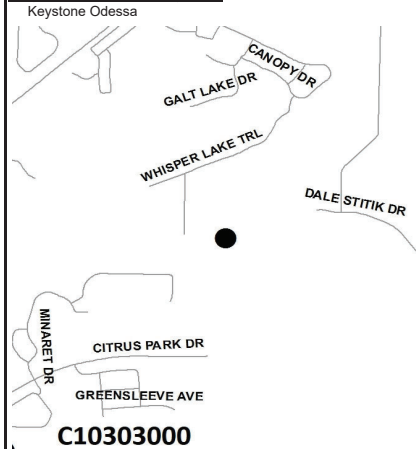 Keystone Odessa
CANOPY DR
GALT LAKE DR
WHISPER LAKE TRL
DALE STITIK DR
MINARET DR
CITRUS PARK DR
GREENSLEEVE AVE
C10303000